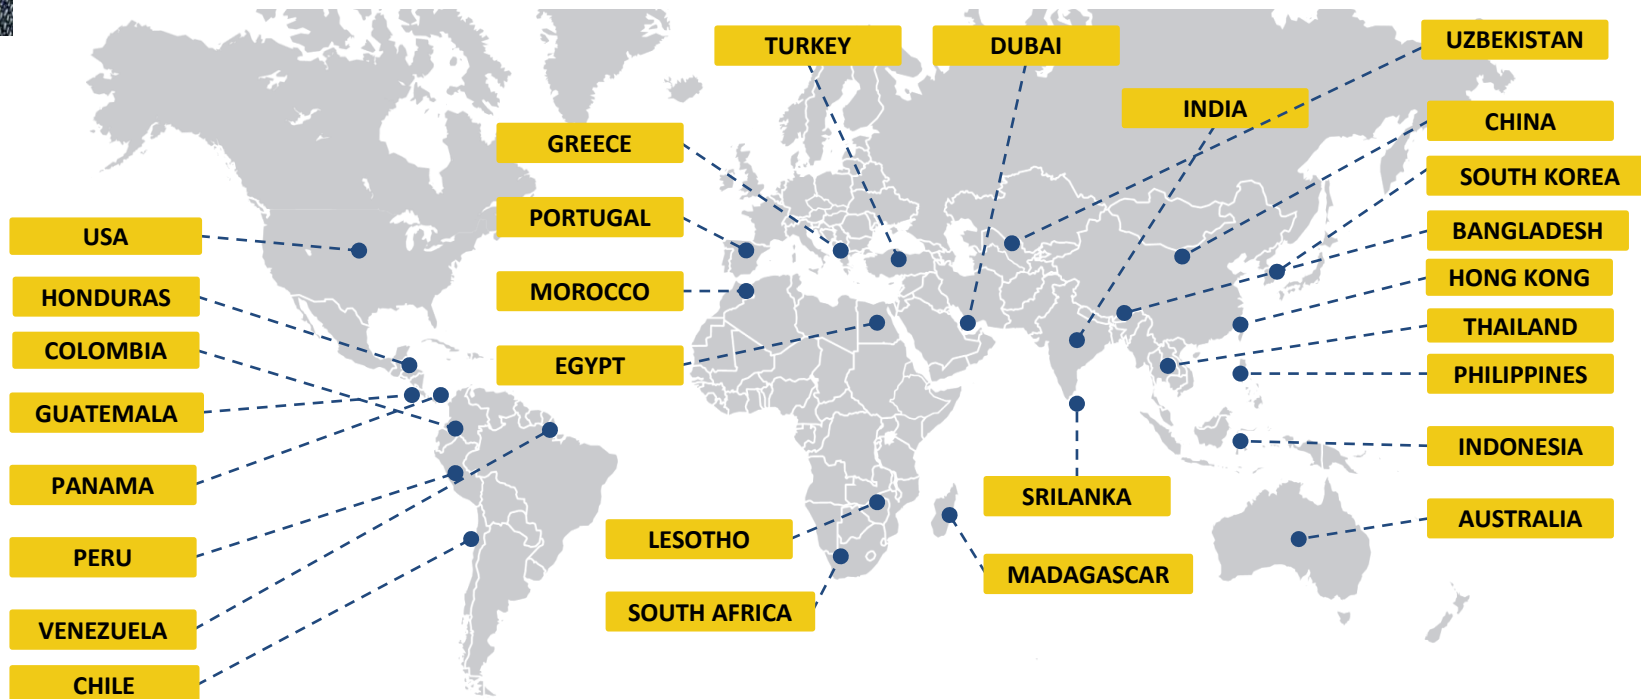 TURKEY
DUBAI
UZBEKISTAN
INDIA
CHINA
GREECE
SOUTH KOREA
PORTUGAL
USA
BANGLADESH
MOROCCO
HONDURAS
HONG KONG
COLOMBIA
EGYPT
THAILAND
PHILIPPINES
GUATEMALA
INDONESIA
PANAMA
SRILANKA
AUSTRALIA
LESOTHO
PERU
MADAGASCAR
SOUTH AFRICA
VENEZUELA
CHILE